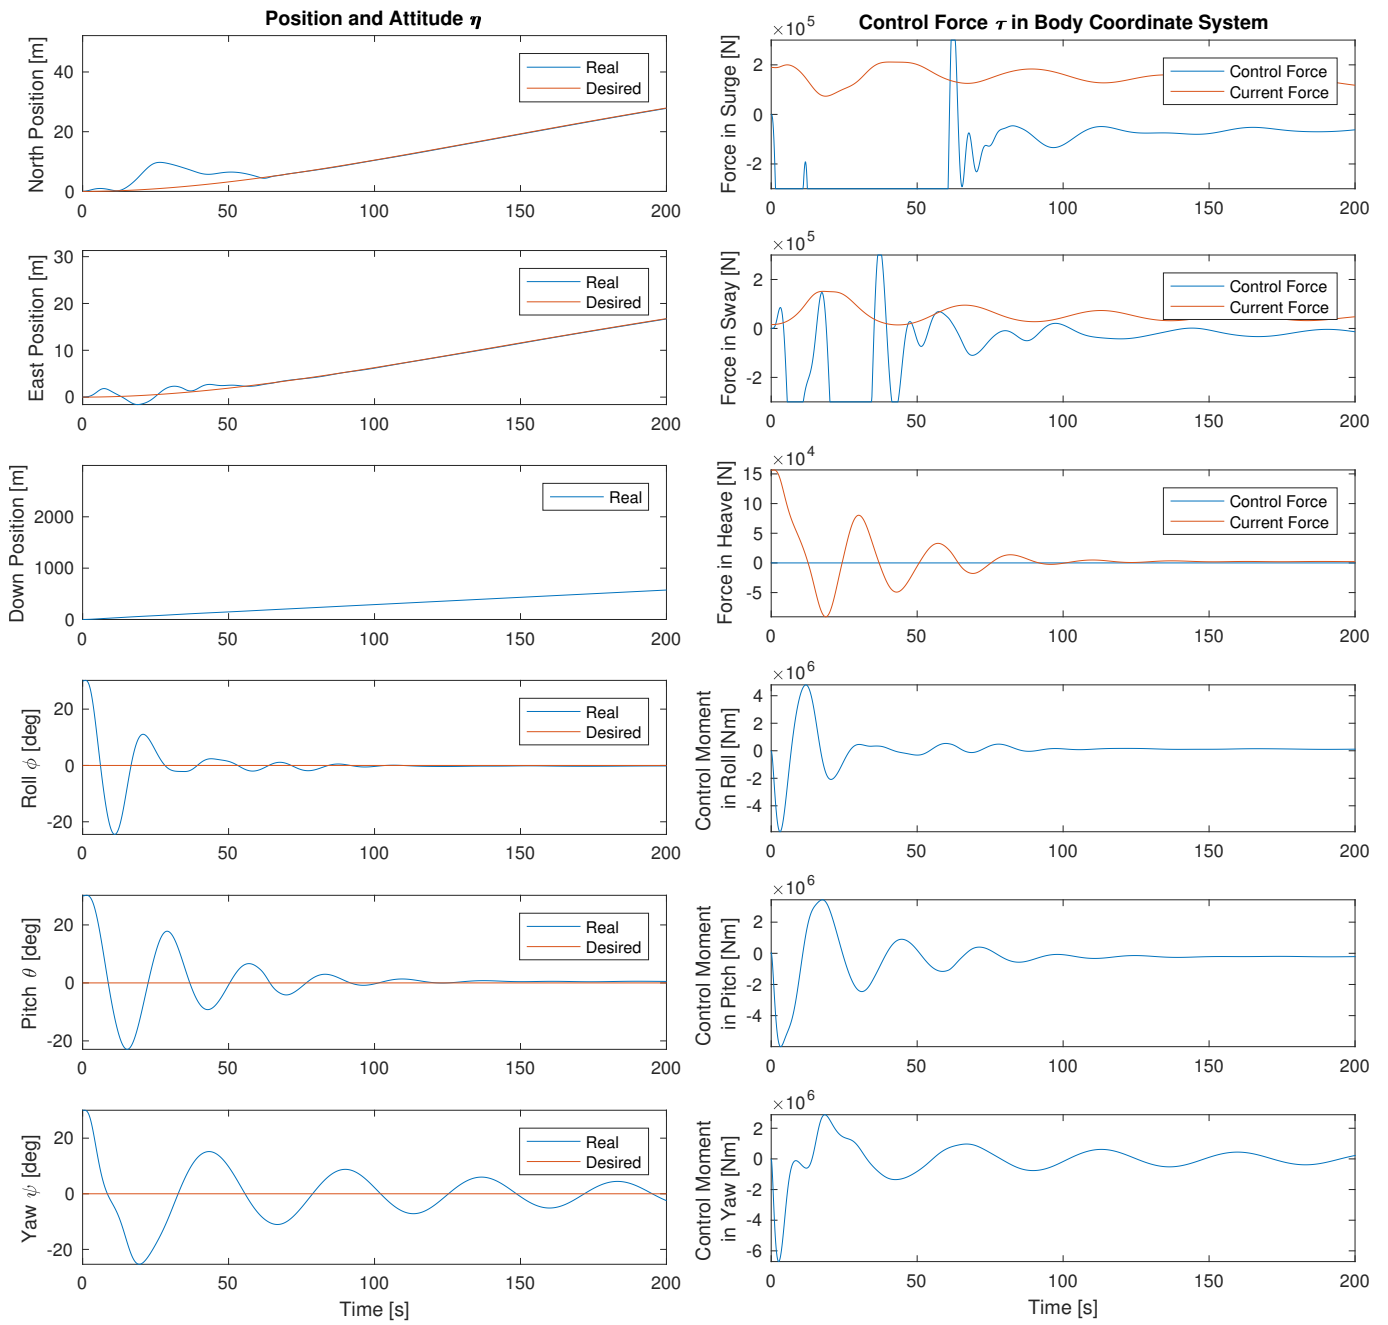 Position and Attitude η
North Position [m]
40
20
0
Real
Desired
0 50 100 150 200
East Position [m]
30
20
10
0
Real
Desired
0 50 100 150 200
Down Position [m]
2000
1000
0
Real
0 50 100 150 200
Roll ϕ [deg]
20
0
-20
Real
Desired
0 50 100 150 200
Pitch θ [deg]
20
0
-20
Real
Desired
0 50 100 150 200
Yaw ψ [deg]
20
0
-20
Real
Desired
0 50 100 150 200
Time [s]
Control Force τ in Body Coordinate System
×10^5
Force in Surge [N]
2
0
-2
Control Force
Current Force
0 50 100 150 200
×10^5
Force in Sway [N]
2
0
-2
Control Force
Current Force
0 50 100 150 200
×10^4
Force in Heave [N]
15
10
5
0
-5
Control Force
Current Force
0 50 100 150 200
×10^6
Control Moment
in Roll [Nm]
4
2
0
-2
-4
0 50 100 150 200
×10^6
Control Moment
in Pitch [Nm]
2
0
-2
-4
-6
0 50 100 150 200
×10^6
Control Moment
in Yaw [Nm]
2
0
-2
-4
-6
0 50 100 150 200
Time [s]